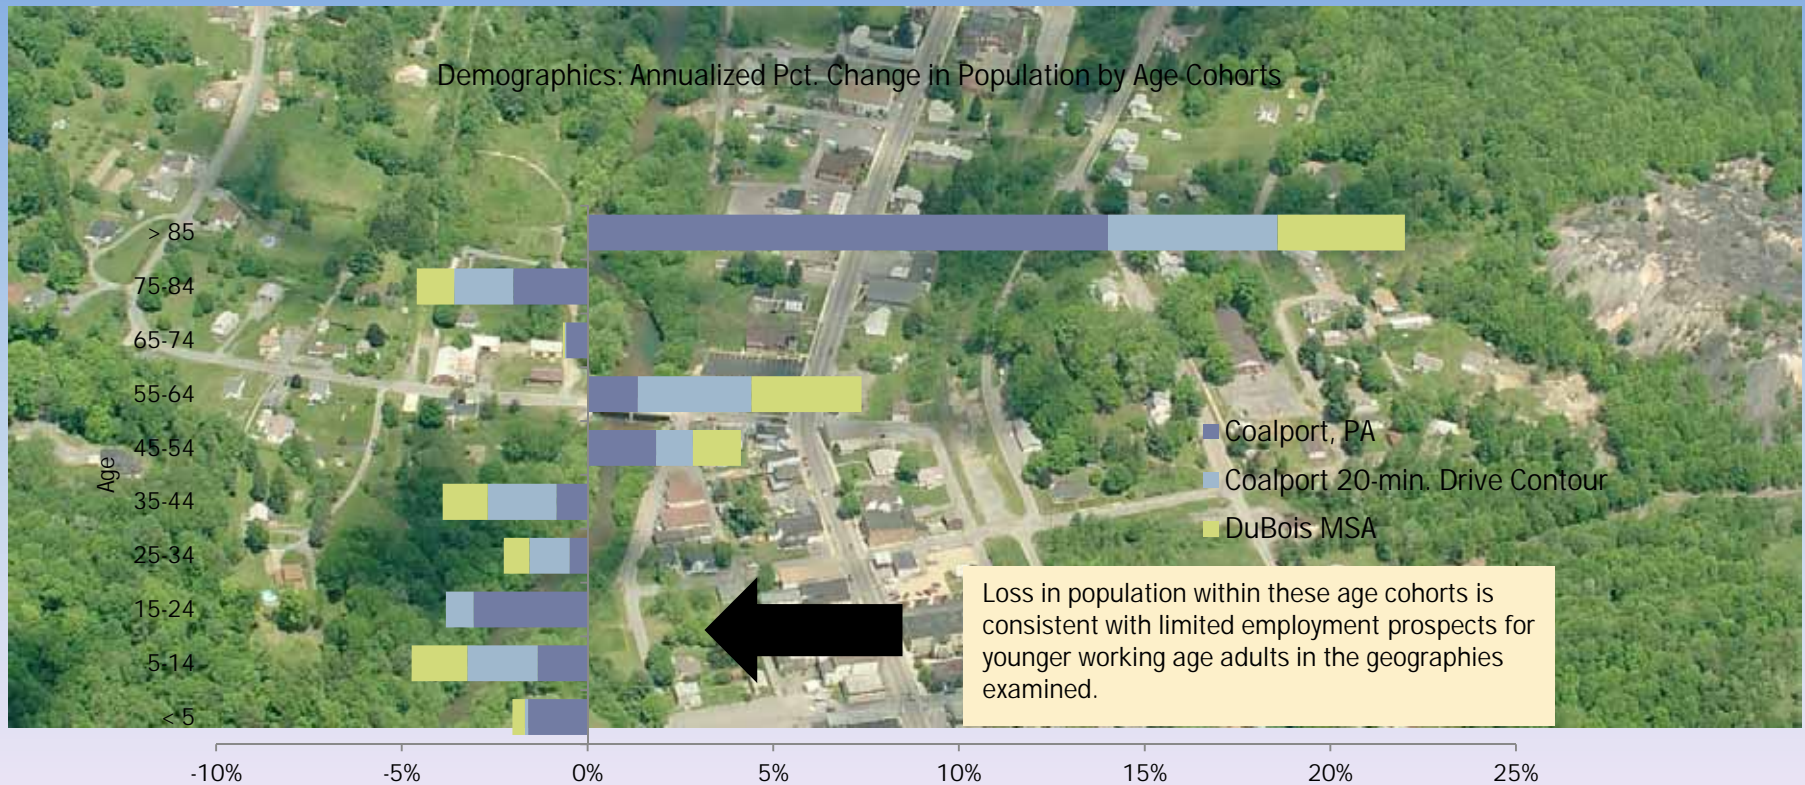 Demographics: Annualized Pct. Change in Population by Age Cohorts
> 85
75-84
65-74
55-64
45-54
35-44
25-34
15-24
5-14
< 5
Age
Coalport, PA
Coalport 20-min. Drive Contour
DuBois MSA
Loss in population within these age cohorts is
consistent with limited employment prospects for
younger working age adults in the geographies
examined.
-10% -5% 0% 5% 10% 15% 20% 25%